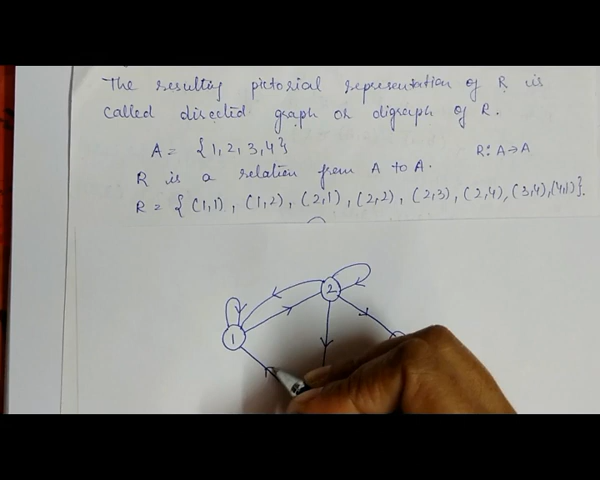 The resulting pictorial representation of R is
called directed graph or digraph of R.
A = {1,2,3,4} R: A→A
R is a relation from A to A.
R = { (1,1), (1,2), (2,1), (2,2), (2,3), (2,4), (3,4), (4,1)}.
2
1